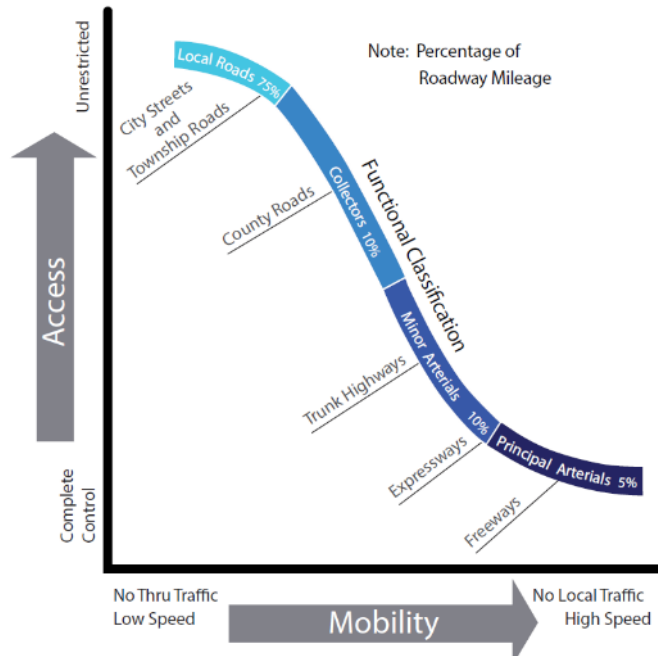 Unrestricted
Local Roads 75%
Note: Percentage of
Roadway Mileage
City Streets
and
Township Roads
Collectors 10%
County Roads
Functional Classification
Access
Minor Arterials 10%
Trunk Highways
Principal Arterials 5%
Expressways
Freeways
Complete
Control
No Thru Traffic
Low Speed
Mobility
No Local Traffic
High Speed